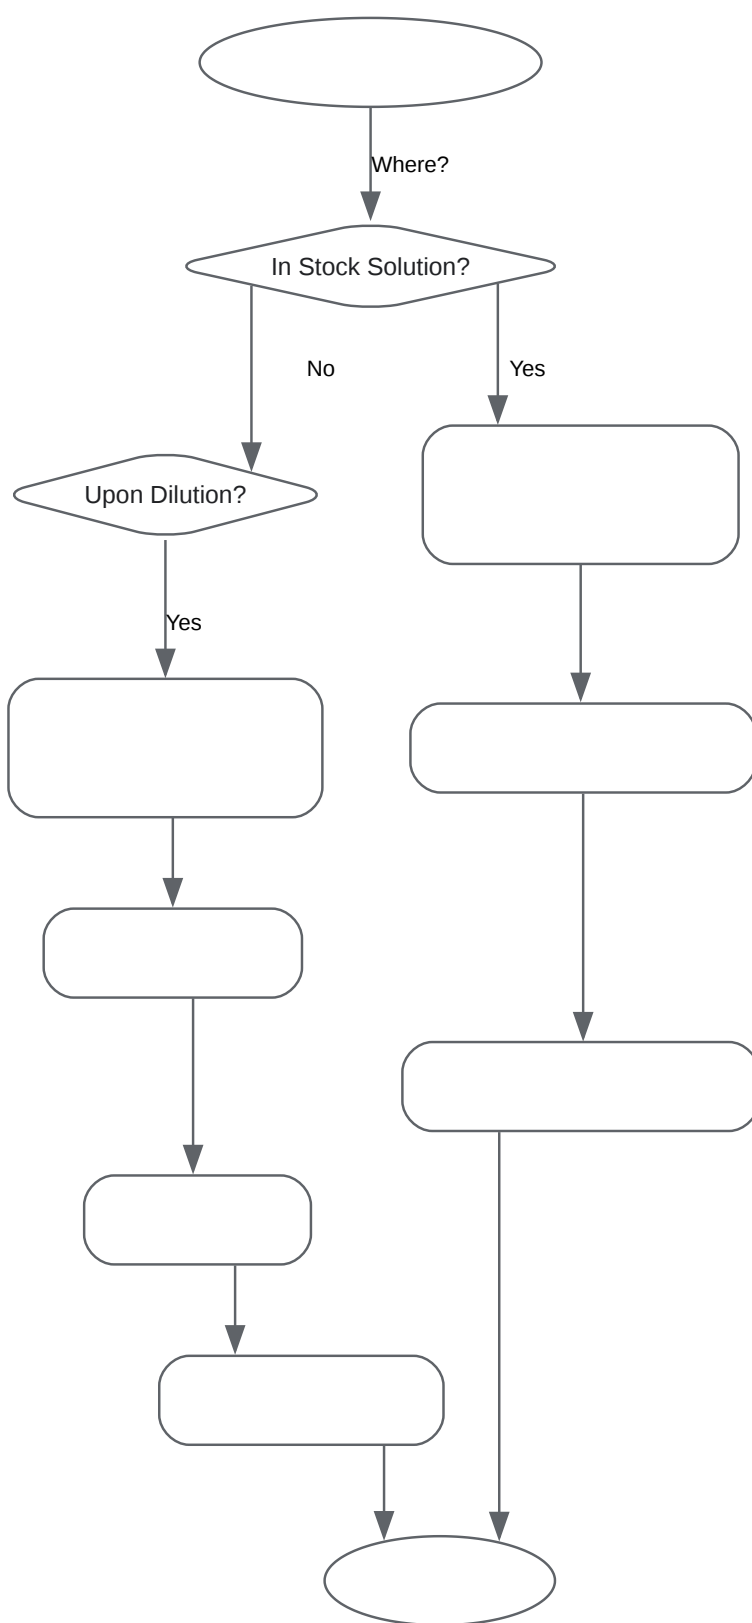 Where?
In Stock Solution?
No
Yes
Upon Dilution?
Yes